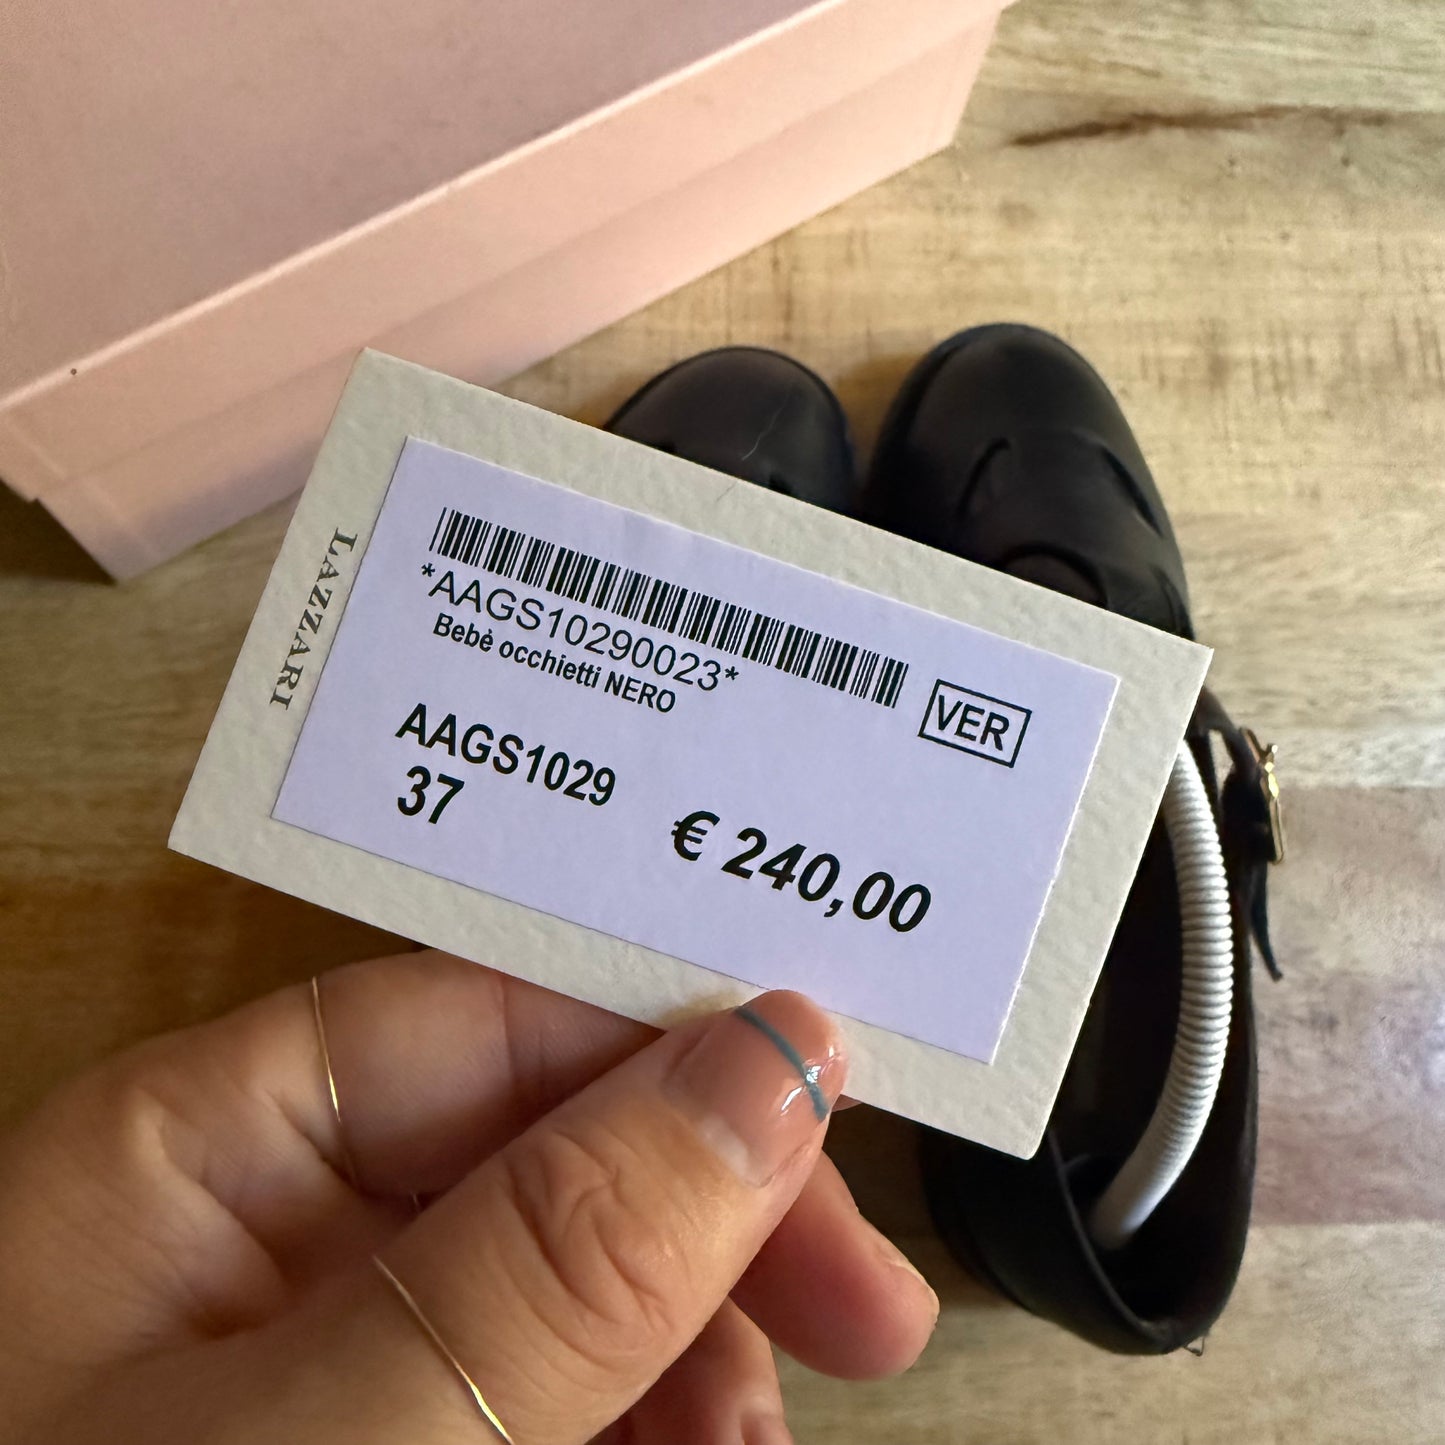 LAZZARI
*AAGS10290023*
Bebè occhietti NERO
VER
AAGS1029
37
€ 240,00